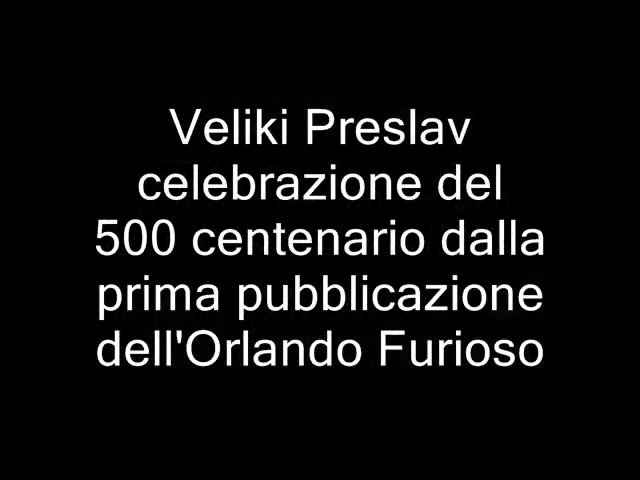 Veliki Preslav
celebrazione del
500 centenario dalla
prima pubblicazione
dell'Orlando Furioso